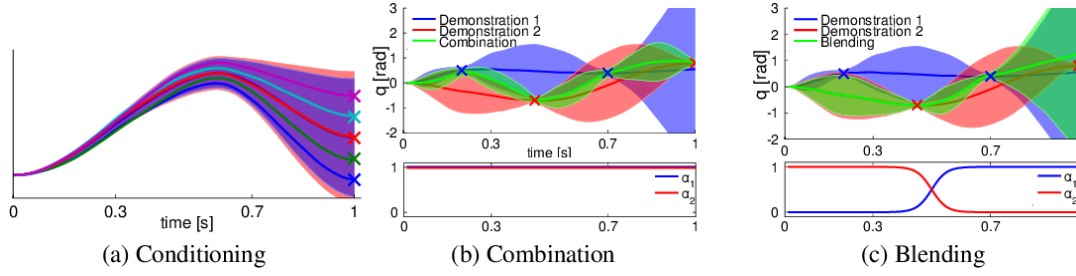 0
0.3
0.7
1
time [s]
(a) Conditioning
3
2
1
0
-1
-2
q [rad]
Demonstration 1
Demonstration 2
Combination
0.3
0.7
1
time [s]
1
0
α1
α2
0
0.3
0.7
1
(b) Combination
3
2
1
0
-1
-2
q [rad]
Demonstration 1
Demonstration 2
Blending
0
0.3
0.7
1
1
0
α1
α2
0.3
0.7
(c) Blending